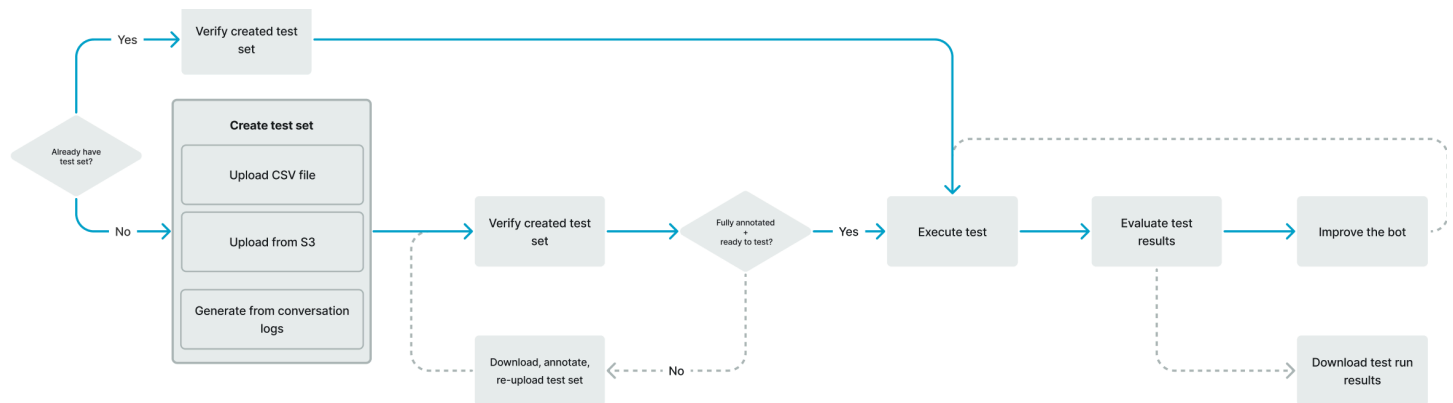 Yes
Verify created test
set
Already have
test set?
No
Create test set
Upload CSV file
Upload from S3
Generate from conversation
logs
Verify created test
set
Download, annotate,
re-upload test set
No
Fully annotated
+
ready to test?
Yes
Execute test
Evaluate test
results
Improve the bot
Download test run
results